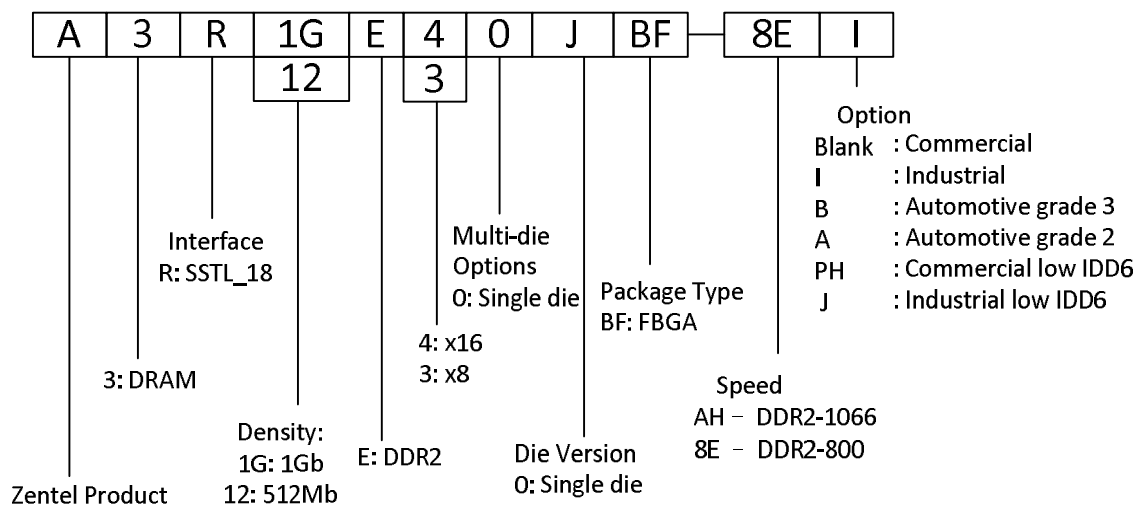 A 3 R 1G E 4 0 J BF 8E I
12 3
Option
Blank : Commercial
I : Industrial
B : Automotive grade 3
A : Automotive grade 2
PH : Commercial low IDD6
J : Industrial low IDD6
Interface
R: SSTL_18
Multi-die
Options
0: Single die
Package Type
BF: FBGA
4: x16
3: x8
3: DRAM
Speed
AH – DDR2-1066
8E – DDR2-800
Density:
1G: 1Gb
12: 512Mb
E: DDR2
Die Version
0: Single die
Zentel Product